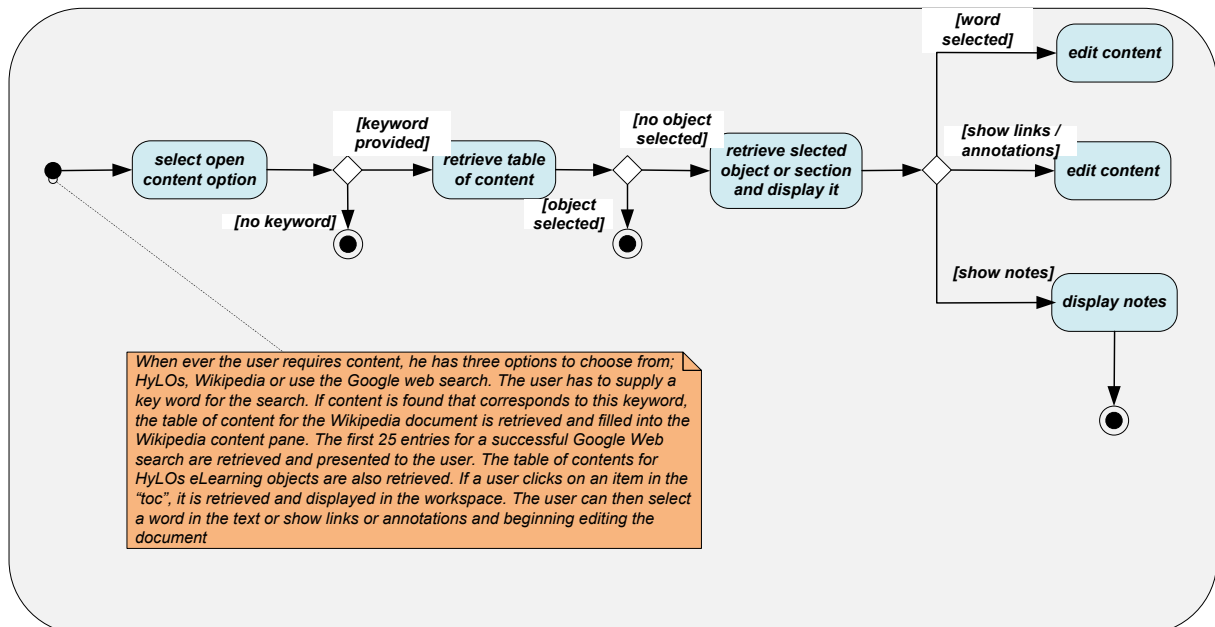 [word
selected]
edit content
[keyword
provided]
[no object
selected]
[show links /
annotations]
select open
content option
retrieve table
of content
retrieve slected
object or section
and display it
edit content
[no keyword]
[object
selected]
[show notes]
display notes
When ever the user requires content, he has three options to choose from;
HyLOs, Wikipedia or use the Google web search. The user has to supply a
key word for the search. If content is found that corresponds to this keyword,
the table of content for the Wikipedia document is retrieved and filled into the
Wikipedia content pane. The first 25 entries for a successful Google Web
search are retrieved and presented to the user. The table of contents for
HyLOs eLearning objects are also retrieved. If a user clicks on an item in the
“toc”, it is retrieved and displayed in the workspace. The user can then select
a word in the text or show links or annotations and beginning editing the
document